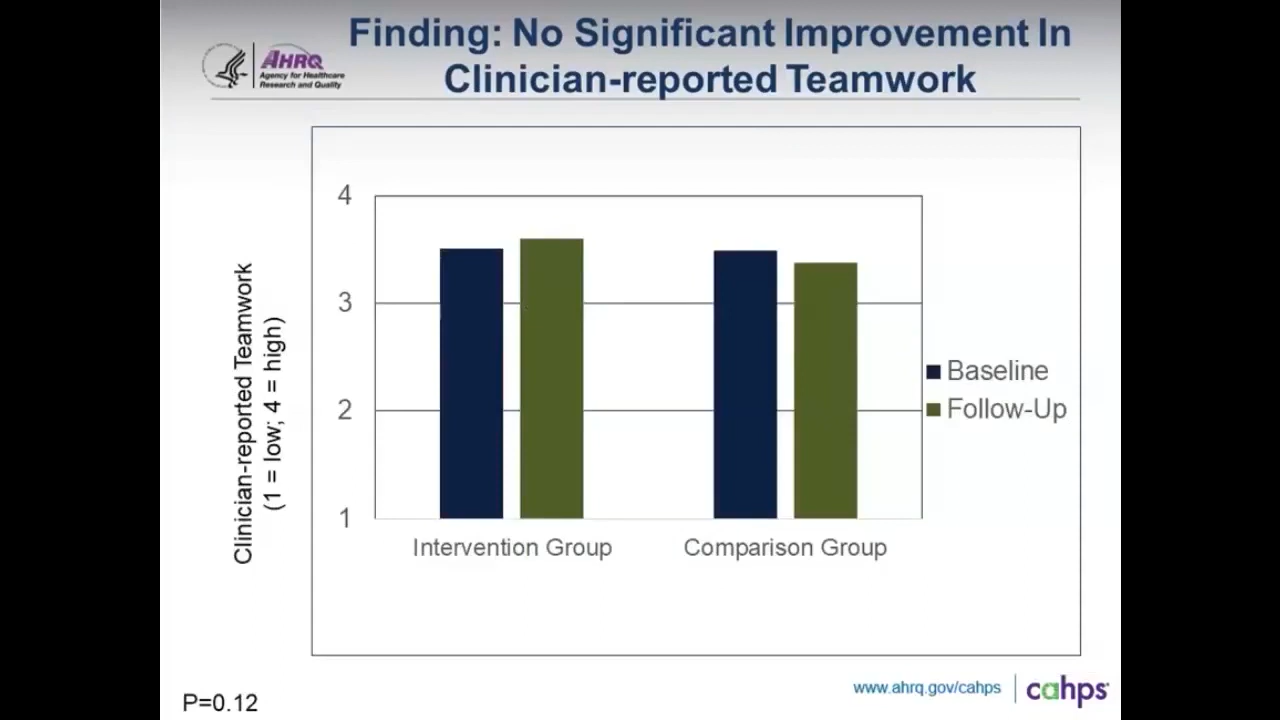 Finding: No Significant Improvement In
Clinician-reported Teamwork
AHRQ
Agency for Healthcare
Research and Quality
4
3
2
1
Clinician-reported Teamwork
(1 = low; 4 = high)
Baseline
Follow-Up
Intervention Group
Comparison Group
P=0.12
www.ahrq.gov/cahps
cahps